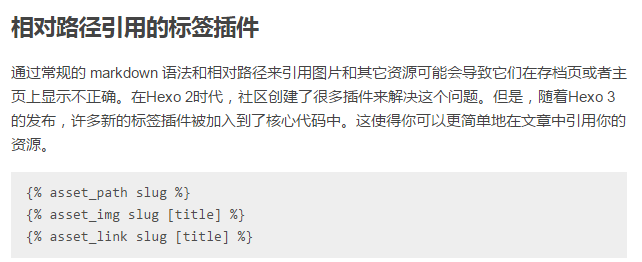 相对路径引用的标签插件
通过常规的 markdown 语法和相对路径来引用图片和其它资源可能会导致它们在存档页或者主
页上显示不正确。在Hexo 2时代，社区创建了很多插件来解决这个问题。但是，随着Hexo 3
的发布，许多新的标签插件被加入到了核心代码中。这使得你可以更简单地在文章中引用你的
资源。
{% asset_path slug %}
{% asset_img slug [title] %}
{% asset_link slug [title] %}